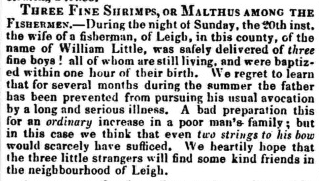 THREE FINE SHRIMPS, OR MALTHUS AMONG THE
FISHERMEN.—During the night of Sunday, the 20th inst.
the wife of a fisherman, of Leigh, in this county, of the
name of William Little, was safely delivered of three
fine boys! all of whom are still living, and were baptiz-
ed within one hour of their birth. We regret to learn
that for several months during the summer the father
has been prevented from pursuing his usual avocation
by a long and serious illness. A bad preparation this
for an ordinary increase in a poor man's family; but
in this case we think that even two strings to his bow
would scarcely have sufficed. We heartily hope that
the three little strangers will find some kind friends in
the neighbourhood of Leigh.